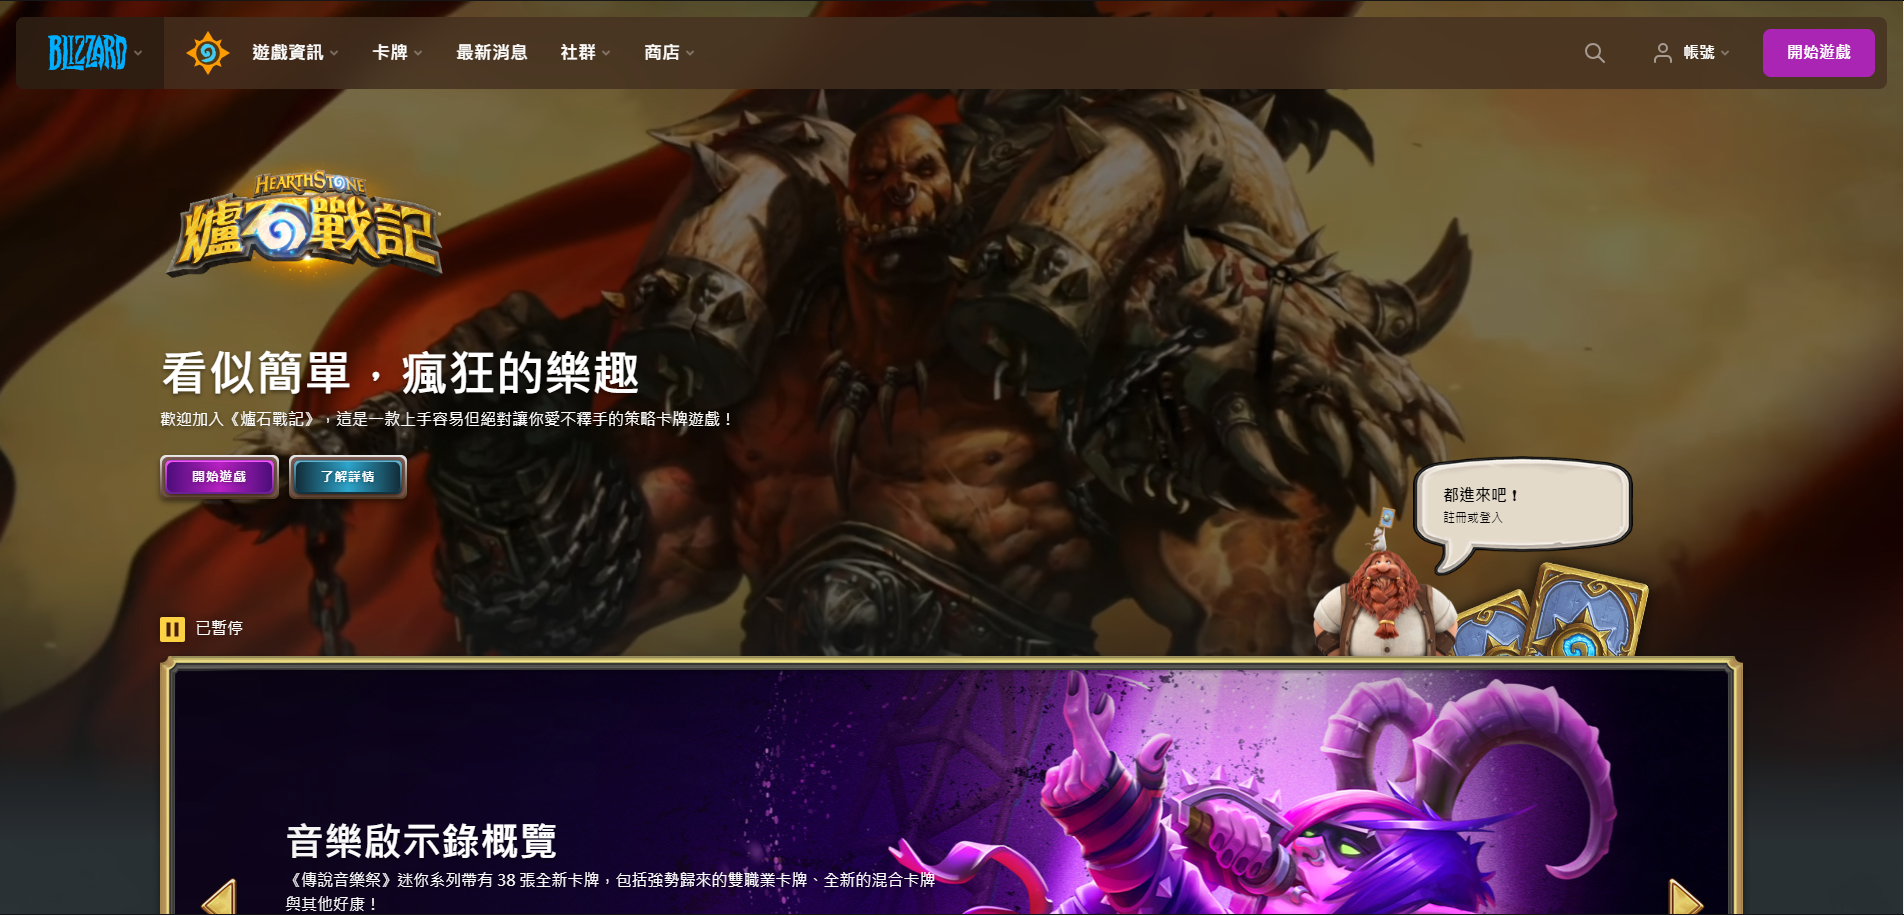 BLIZZARD
遊戲資訊
卡牌
最新消息
社群
商店
帳號
開始遊戲
HEARTHSTONE
爐石戰記
看似簡單，瘋狂的樂趣
歡迎加入《爐石戰記》，這是一款上手容易但絕對讓你愛不釋手的策略卡牌遊戲！
開始遊戲
了解詳情
都進來吧！
註冊或登入
已暫停
音樂啟示錄概覽
《傳說音樂祭》迷你系列帶有 38 張全新卡牌，包括強勢歸來的雙職業卡牌、全新的混合卡牌
與其他好康！